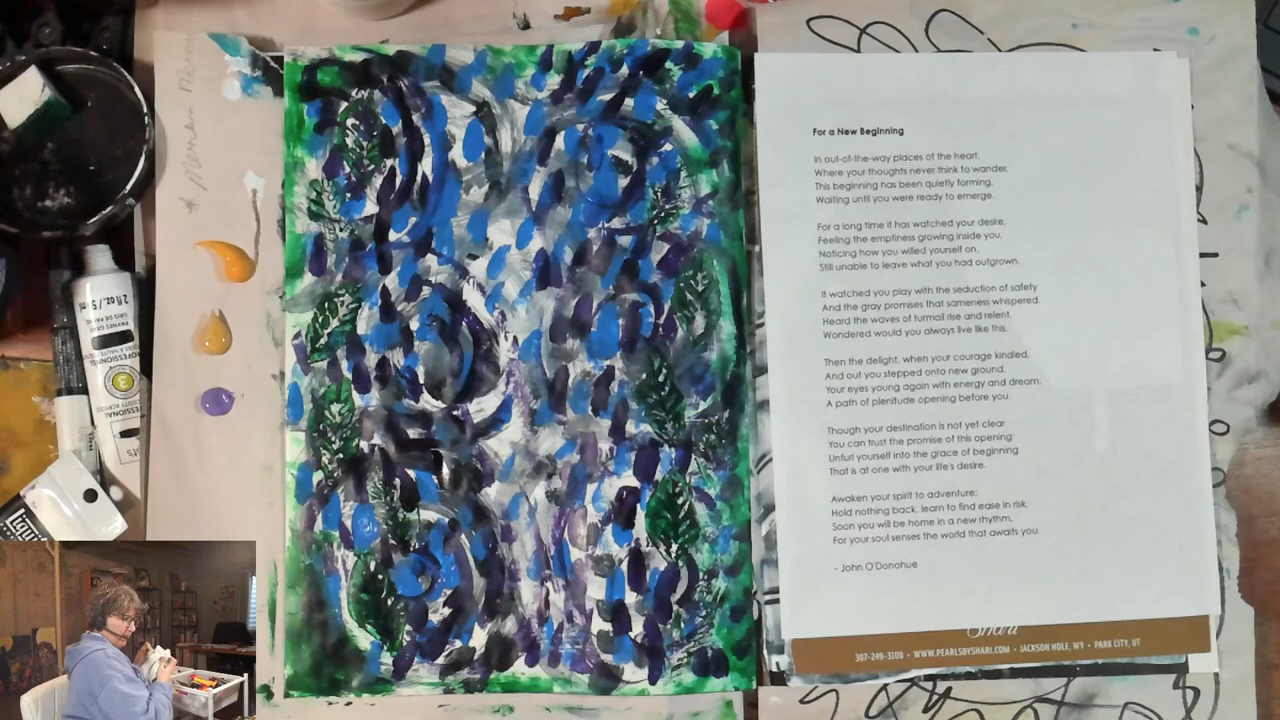 For a New Beginning
In out-of-the-way places of the heart,
Where your thoughts never think to wander,
This beginning has been quietly forming,
Waiting until you were ready to emerge.
For a long time it has watched your desire,
Feeling the emptiness growing inside you,
Noticing how you willed yourself on,
Still unable to leave what you had outgrown.
It watched you play with the seduction of safety
And the gray promises that sameness whispered,
Heard the waves of turmoil rise and relent,
Wondered would you always live like this.
Then the delight, when your courage kindled,
And out you stepped onto new ground,
Your eyes young again with energy and dream,
A path of plenitude opening before you.
Though your destination is not yet clear
You can trust the promise of this opening;
Unfurl yourself into the grace of beginning
That is at one with your life's desire.
Awaken your spirit to adventure;
Hold nothing back, learn to find ease in risk;
Soon you will be home in a new rhythm,
For your soul senses the world that awaits you.
- John O'Donohue
Shari
307-249-3100 • WWW.PEARLSBYSHARI.COM • JACKSON HOLE, WY • PARK CITY, UT
2 fl oz.
PAYNES GRAY
3